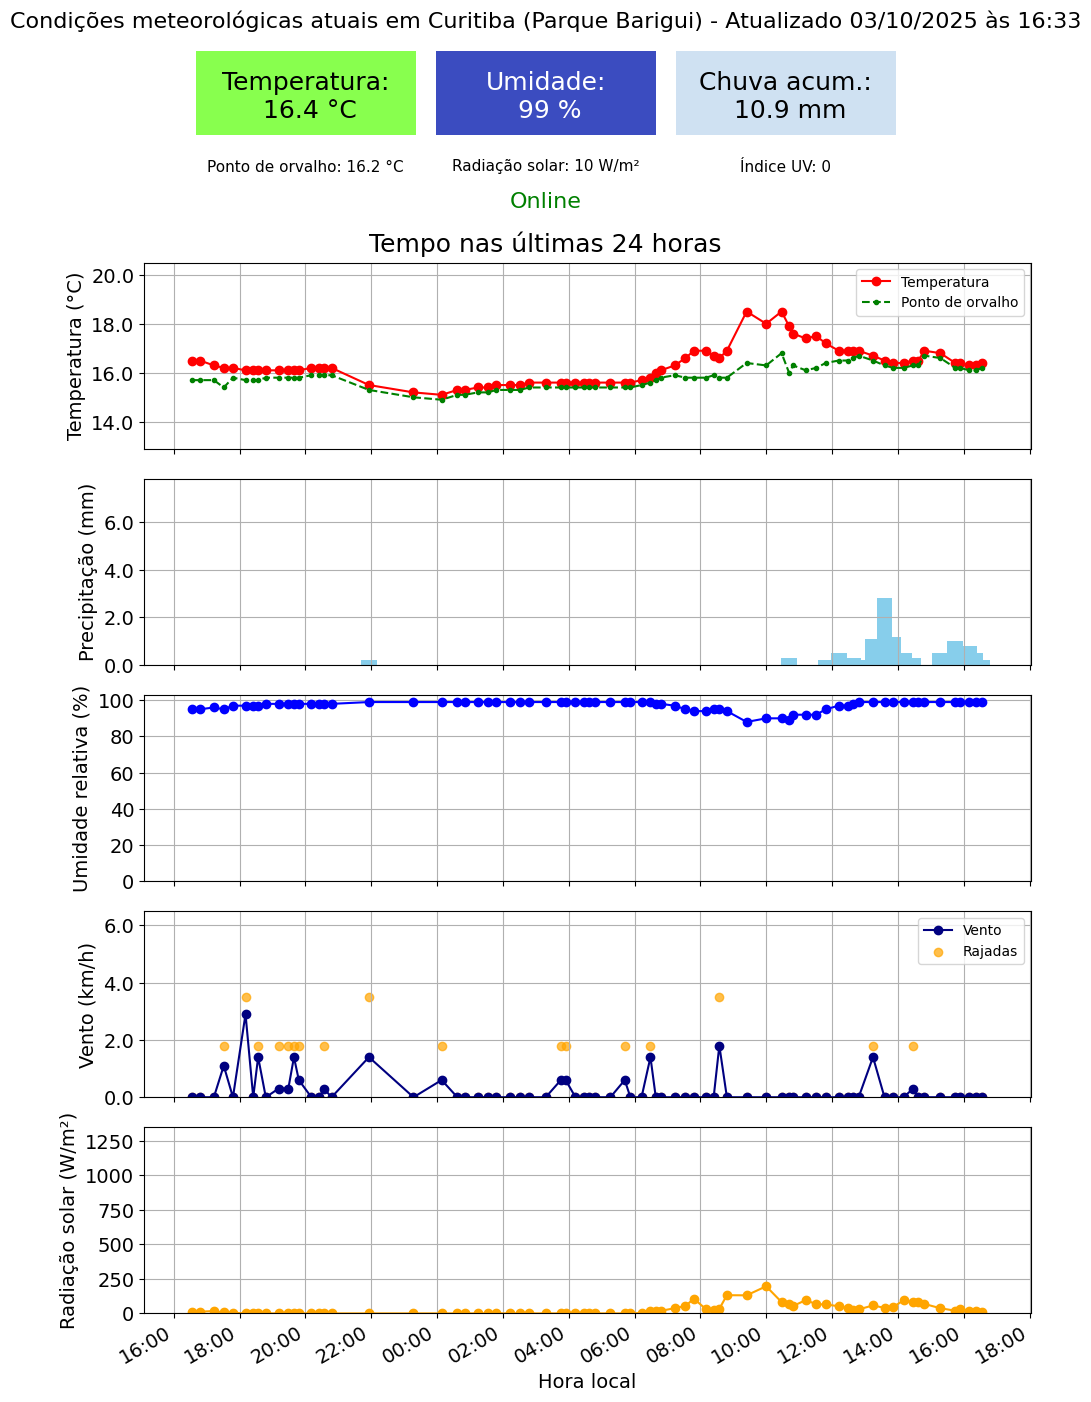 Condições meteorológicas atuais em Curitiba (Parque Barigui) - Atualizado 03/10/2025 às 16:33
Temperatura:
16.4 °C
Umidade:
99 %
Chuva acum.:
10.9 mm
Ponto de orvalho: 16.2 °C
Radiação solar: 10 W/m²
Índice UV: 0
Online
Tempo nas últimas 24 horas
Temperatura (°C)
20.0
18.0
16.0
14.0
Temperatura
Ponto de orvalho
Precipitação (mm)
6.0
4.0
2.0
0.0
Umidade relativa (%)
100
80
60
40
20
0
Vento (km/h)
6.0
4.0
2.0
0.0
Vento
Rajadas
Radiação solar (W/m²)
1250
1000
750
500
250
0
16:00
18:00
20:00
22:00
00:00
02:00
04:00
06:00
08:00
10:00
12:00
14:00
16:00
18:00
Hora local